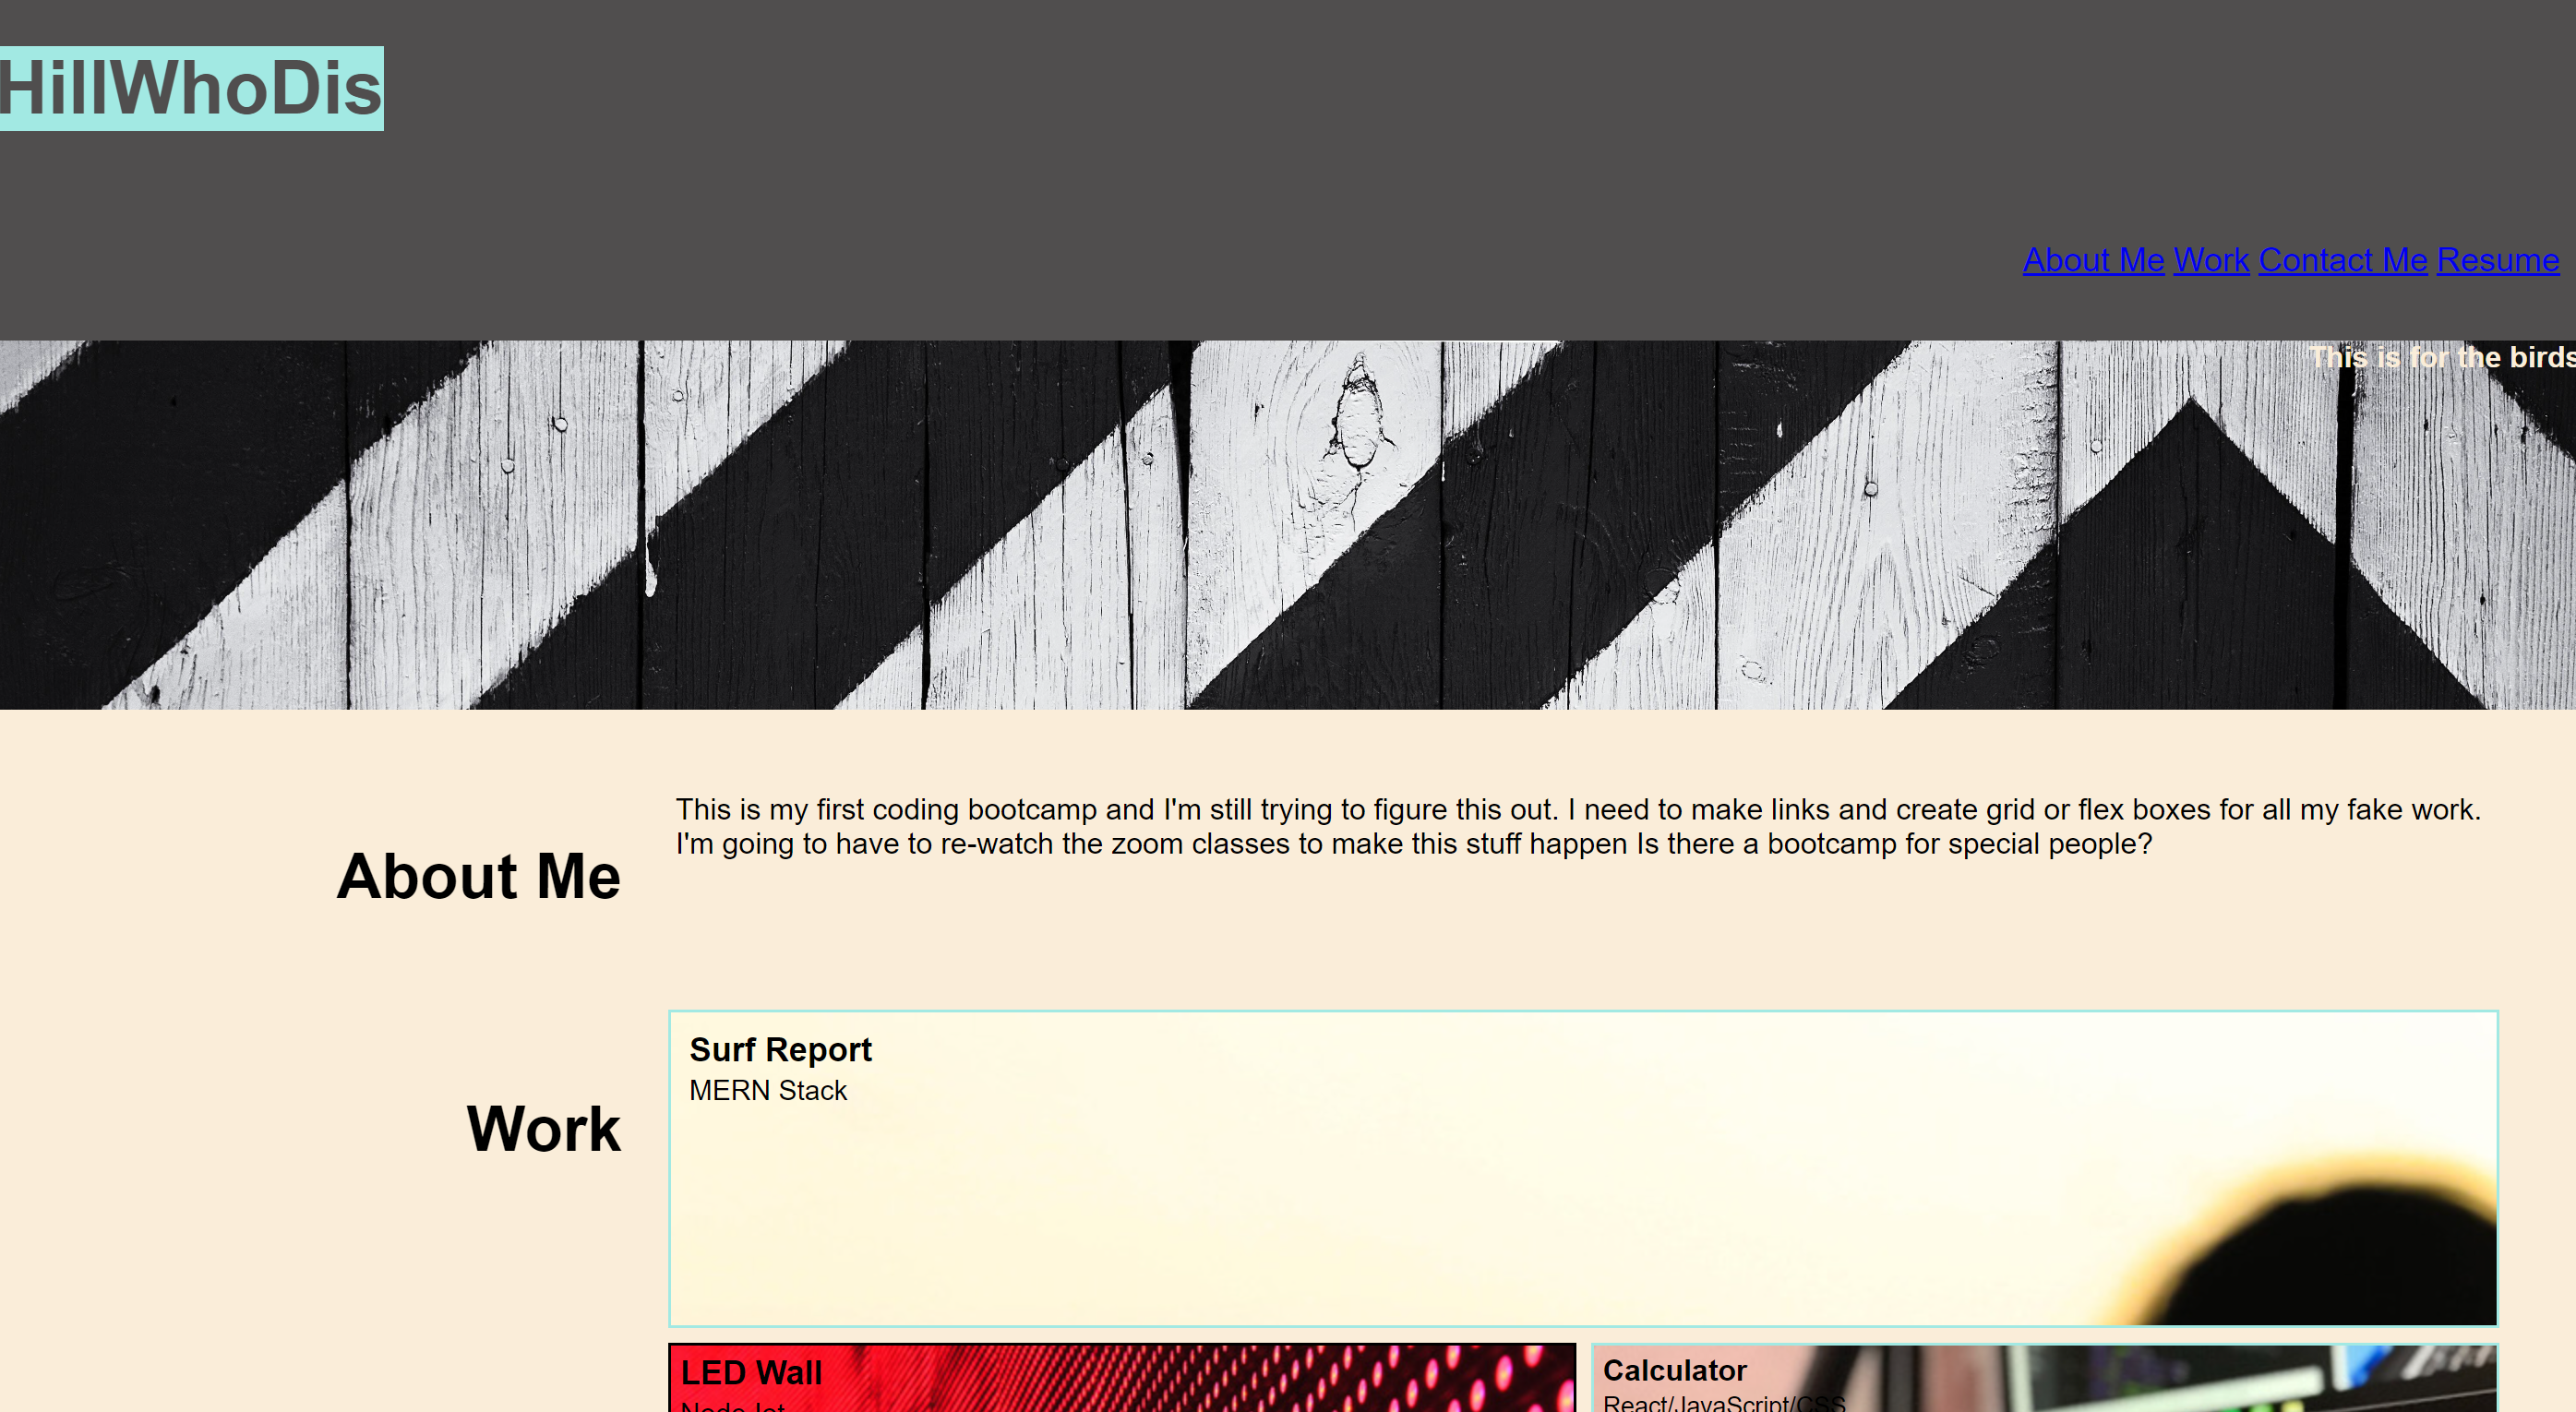 HillWhoDis
About Me Work Contact Me Resume
This is for the birds
About Me
This is my first coding bootcamp and I'm still trying to figure this out. I need to make links and create grid or flex boxes for all my fake work.
I'm going to have to re-watch the zoom classes to make this stuff happen Is there a bootcamp for special people?
Work
Surf Report
MERN Stack
LED Wall
Calculator
React/JavaScript/CSS